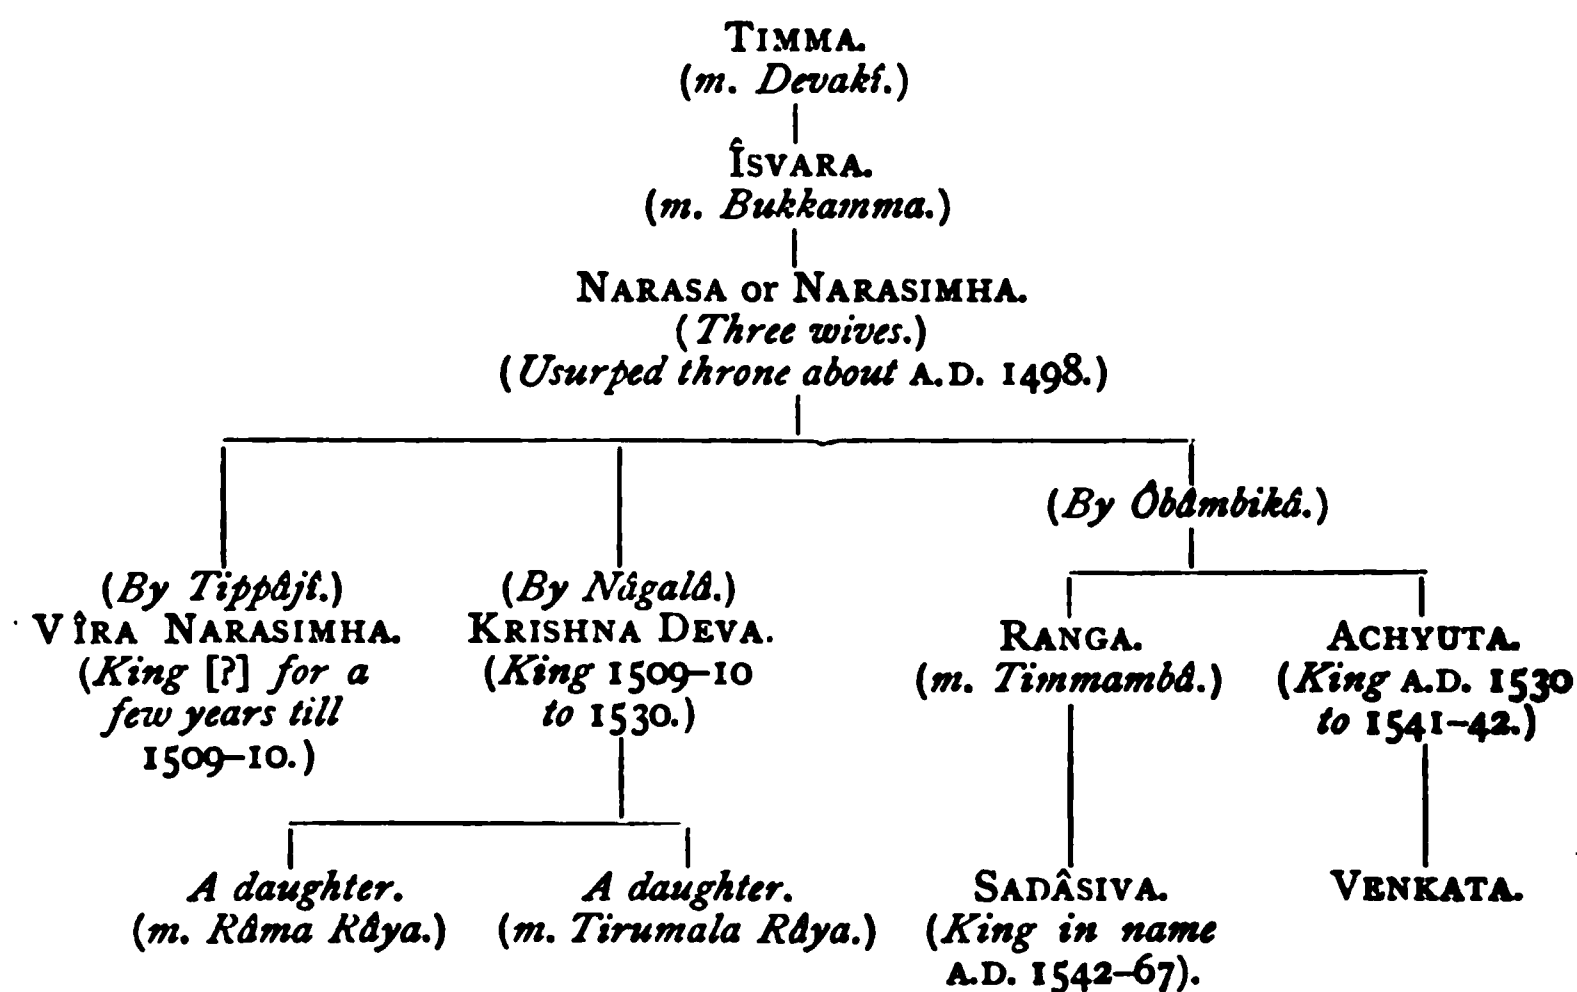 TIMMA.
(m. Devakî.)
ÎSVARA.
(m. Bukkamma.)
NARASA or NARASIMHA.
(Three wives.)
(Usurped throne about A.D. 1498.)
(By Ôbâmbikâ.)
(By Tippâjî.)
VÎRA NARASIMHA.
(King [?] for a
few years till
1509–10.)
(By Nâgalâ.)
KRISHNA DEVA.
(King 1509–10
to 1530.)
RANGA.
(m. Timmambâ.)
ACHYUTA.
(King A.D. 1530
to 1541–42.)
A daughter.
(m. Râma Râya.)
A daughter.
(m. Tirumala Râya.)
SADÂSIVA.
(King in name
A.D. 1542–67).
VENKATA.